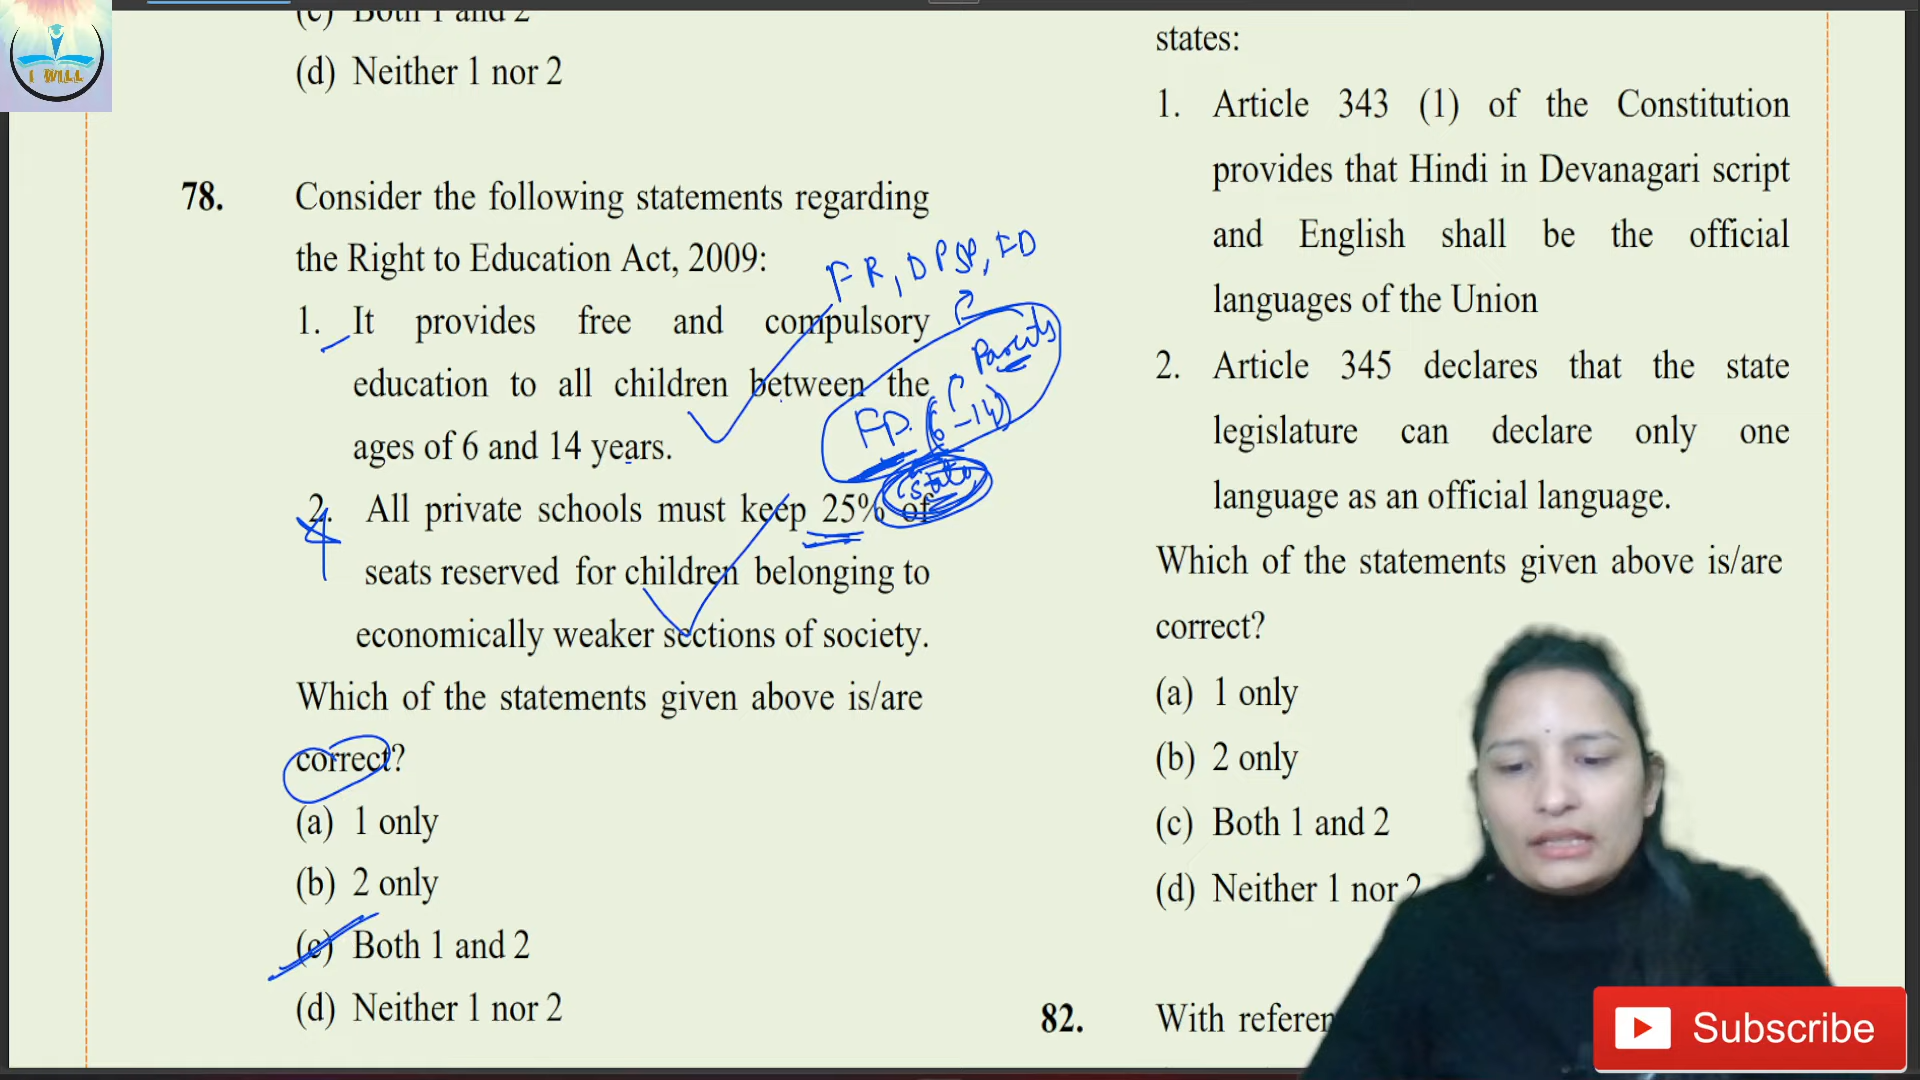 I WILL
(c) Both 1 and 2
(d) Neither 1 nor 2
78. Consider the following statements regarding
the Right to Education Act, 2009:
FR, DPSP, FD
1. It provides free and compulsory
education to all children between the
ages of 6 and 14 years.
Parents
FD (6-14)
(State)
2. All private schools must keep 25% of
seats reserved for children belonging to
economically weaker sections of society.
Which of the statements given above is/are
correct?
(a) 1 only
(b) 2 only
(c) Both 1 and 2
(d) Neither 1 nor 2
states:
1. Article 343 (1) of the Constitution
provides that Hindi in Devanagari script
and English shall be the official
languages of the Union
2. Article 345 declares that the state
legislature can declare only one
language as an official language.
Which of the statements given above is/are
correct?
(a) 1 only
(b) 2 only
(c) Both 1 and 2
(d) Neither 1 nor 2
82. With
Subscribe